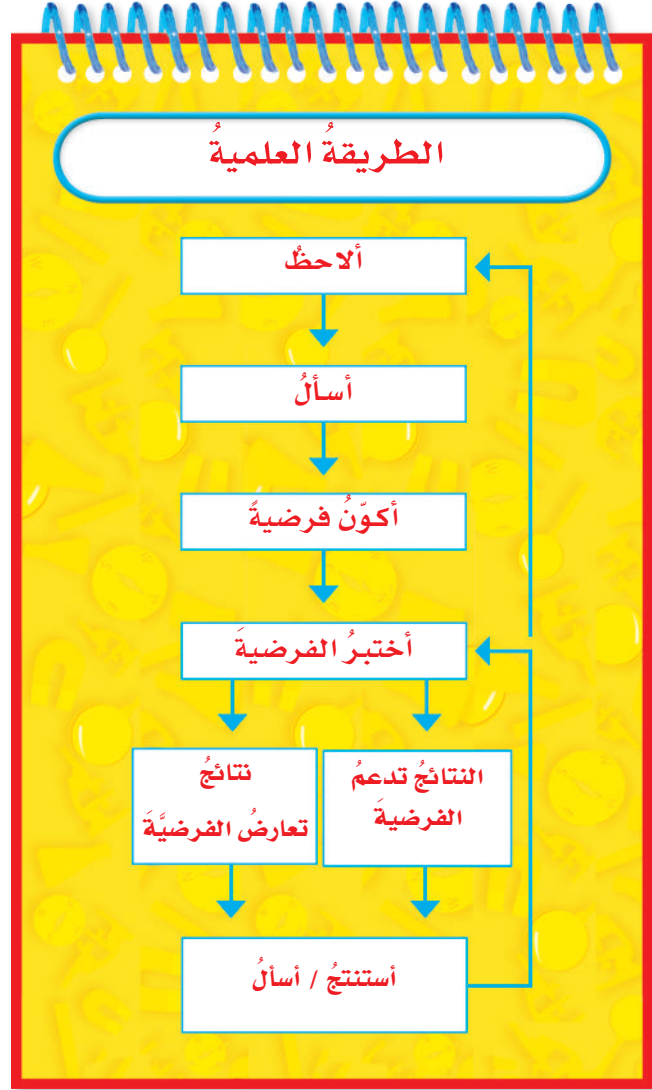 الطريقةُ العلميةُ
ألاحظُ
أسألُ
أكوّنُ فرضيةً
أختبرُ الفرضيةَ
النتائجُ تدعمُ
الفرضيةَ
نتائجُ
تعارضُ الفرضيَّةَ
أستنتجُ / أسألُ